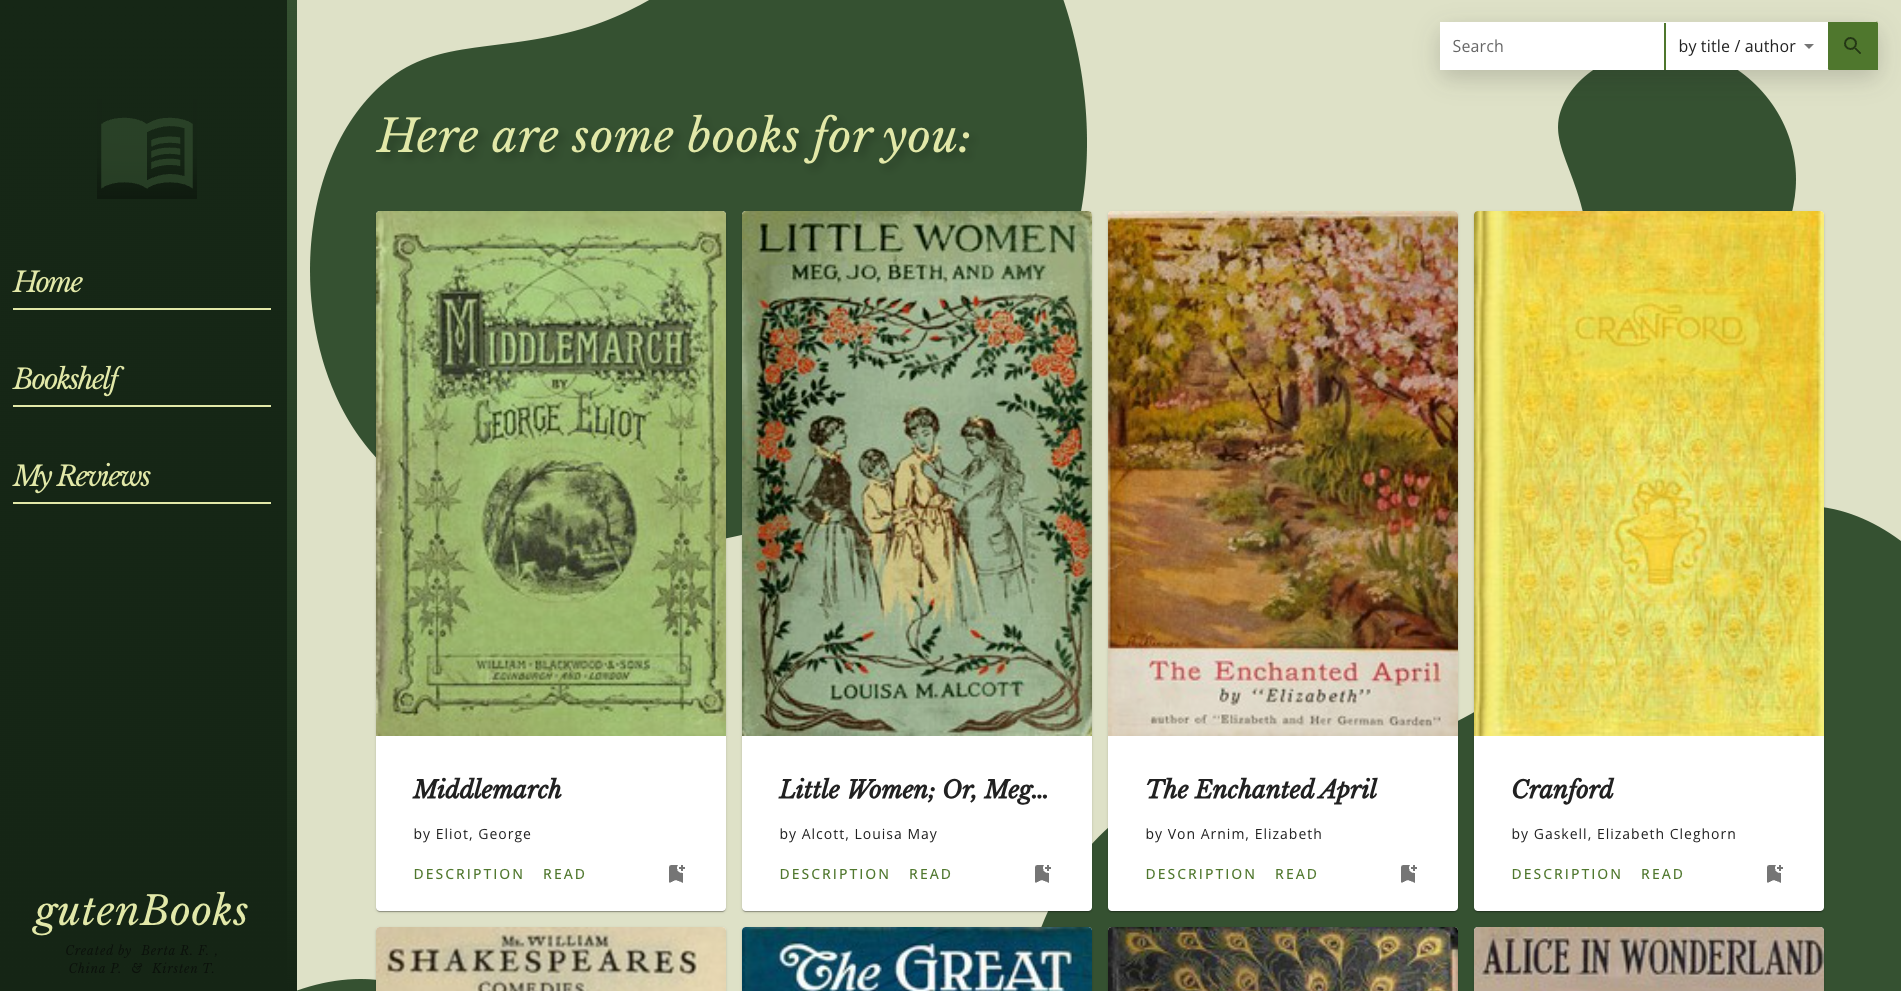 Home
Bookshelf
My Reviews
gutenBooks
Created by Berta R. F. ,
China P. & Kirsten T.
Search
by title / author
Here are some books for you:
MIDDLEMARCH
BY
GEORGE ELIOT
WILLIAM · BLACKWOOD · & · SONS
EDINBURGH · AND · LONDON
Middlemarch
by Eliot, George
DESCRIPTION READ
LITTLE WOMEN
MEG, JO, BETH, AND AMY
LOUISA M. ALCOTT
Little Women; Or, Meg...
by Alcott, Louisa May
DESCRIPTION READ
The Enchanted April
by "Elizabeth"
author of "Elizabeth and Her German Garden"
The Enchanted April
by Von Arnim, Elizabeth
DESCRIPTION READ
CRANFORD
Cranford
by Gaskell, Elizabeth Cleghorn
DESCRIPTION READ
Mr. WILLIAM
SHAKESPEARES
COMEDIES
The GREAT
ALICE IN WONDERLAND